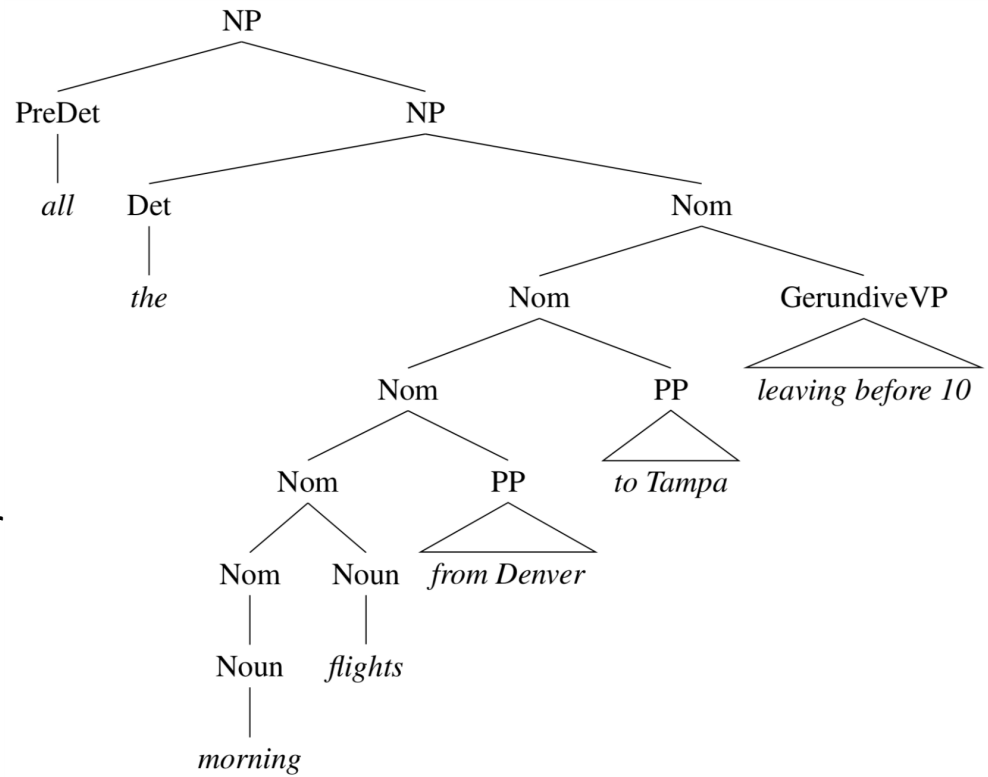 NP
PreDet NP
all Det Nom
the Nom GerundiveVP
Nom PP leaving before 10
Nom PP to Tampa
Nom Noun from Denver
Noun flights
morning